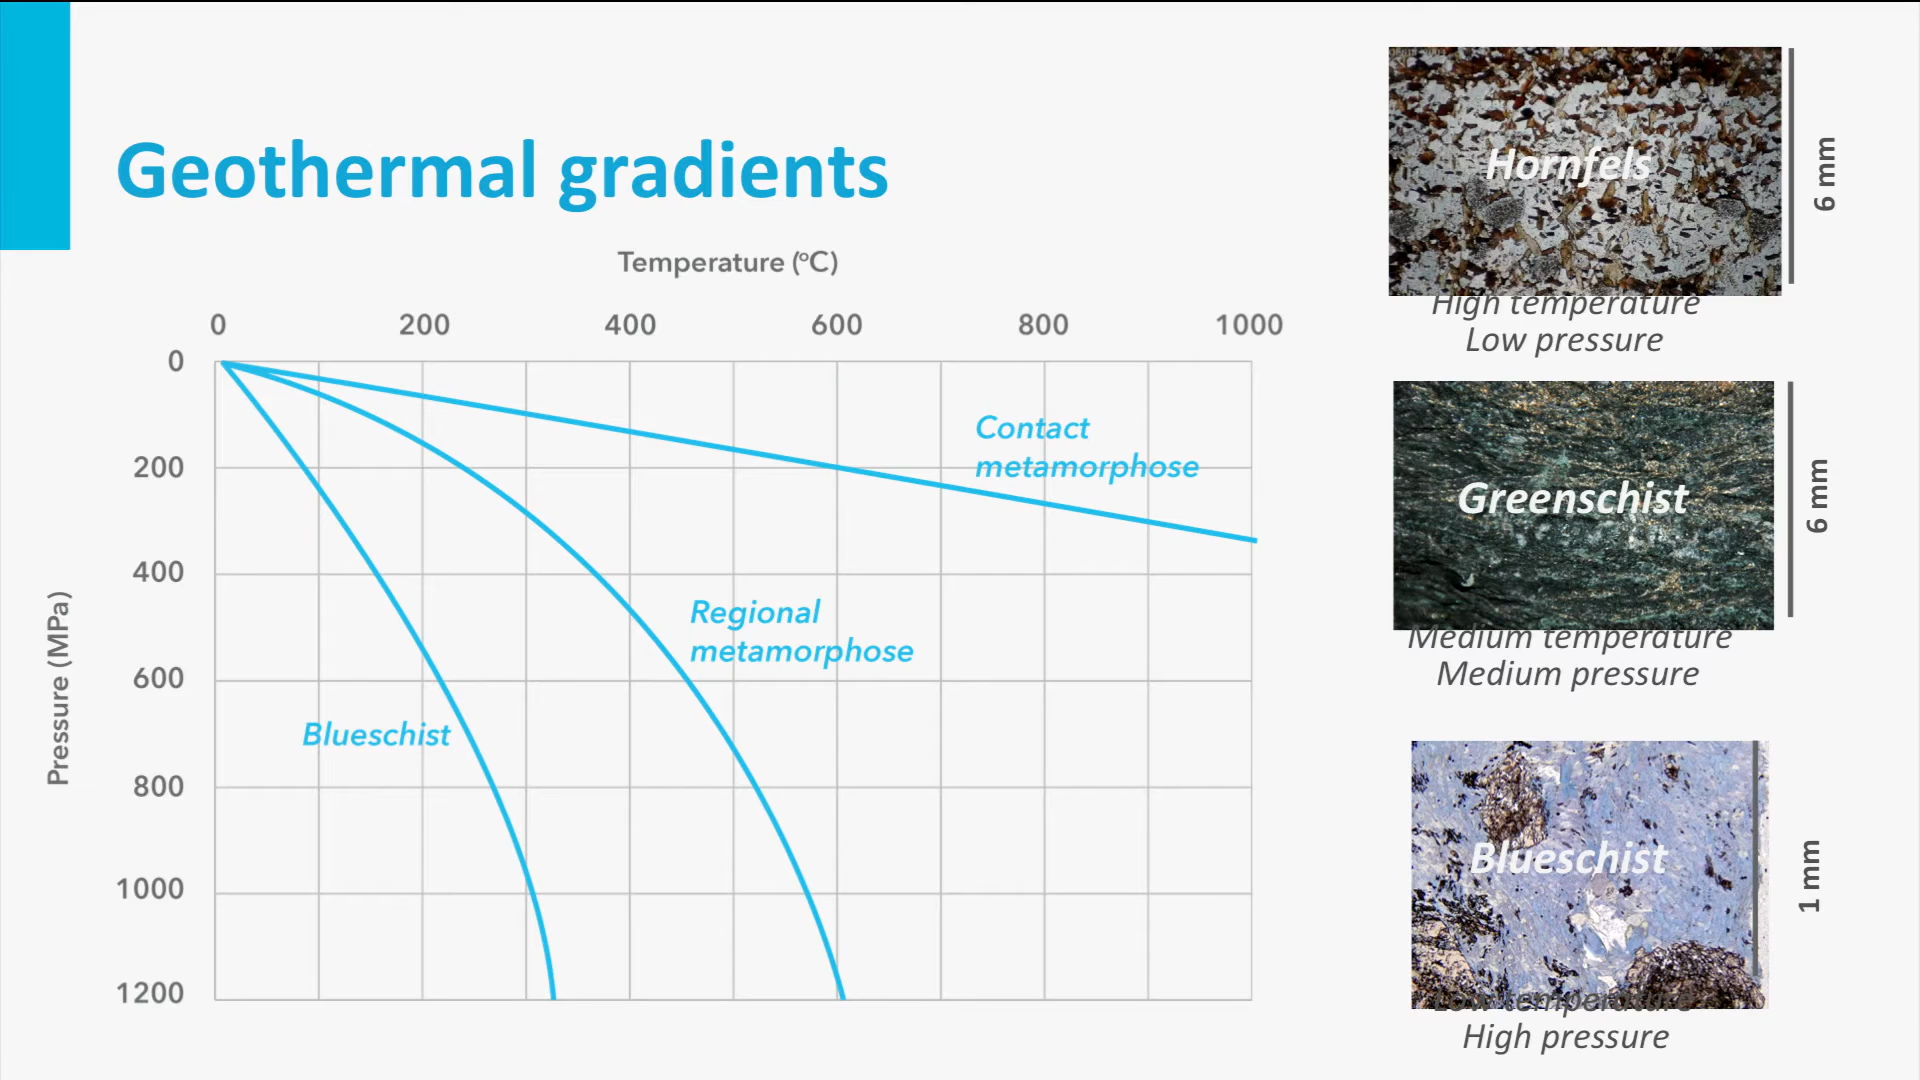 Geothermal gradients
Temperature (°C)
0 200 400 600 800 1000
Pressure (MPa)
0
200
400
600
800
1000
1200
Contact
metamorphose
Regional
metamorphose
Blueschist
Hornfels
6 mm
High temperature
Low pressure
Greenschist
6 mm
Medium temperature
Medium pressure
Blueschist
1 mm
Low temperature
High pressure